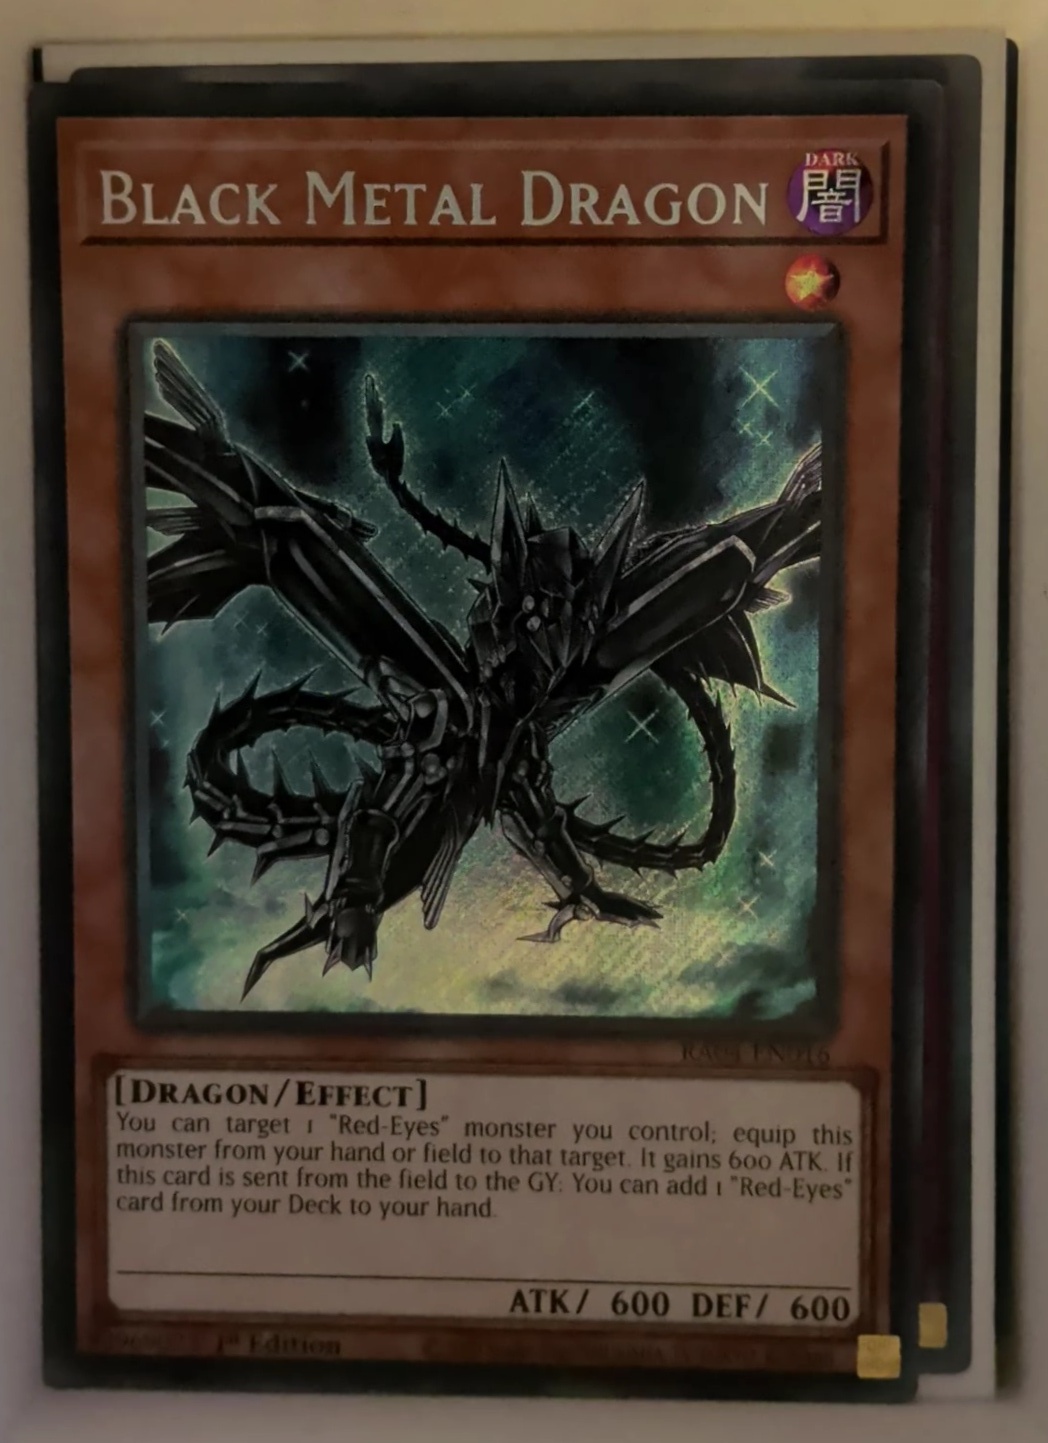 BLACK METAL DRAGON
DARK
闇
RA04-EN016
[DRAGON/EFFECT]
You can target 1 "Red-Eyes" monster you control; equip this
monster from your hand or field to that target. It gains 600 ATK. If
this card is sent from the field to the GY: You can add 1 "Red-Eyes"
card from your Deck to your hand.
ATK/ 600 DEF/ 600
1st Edition